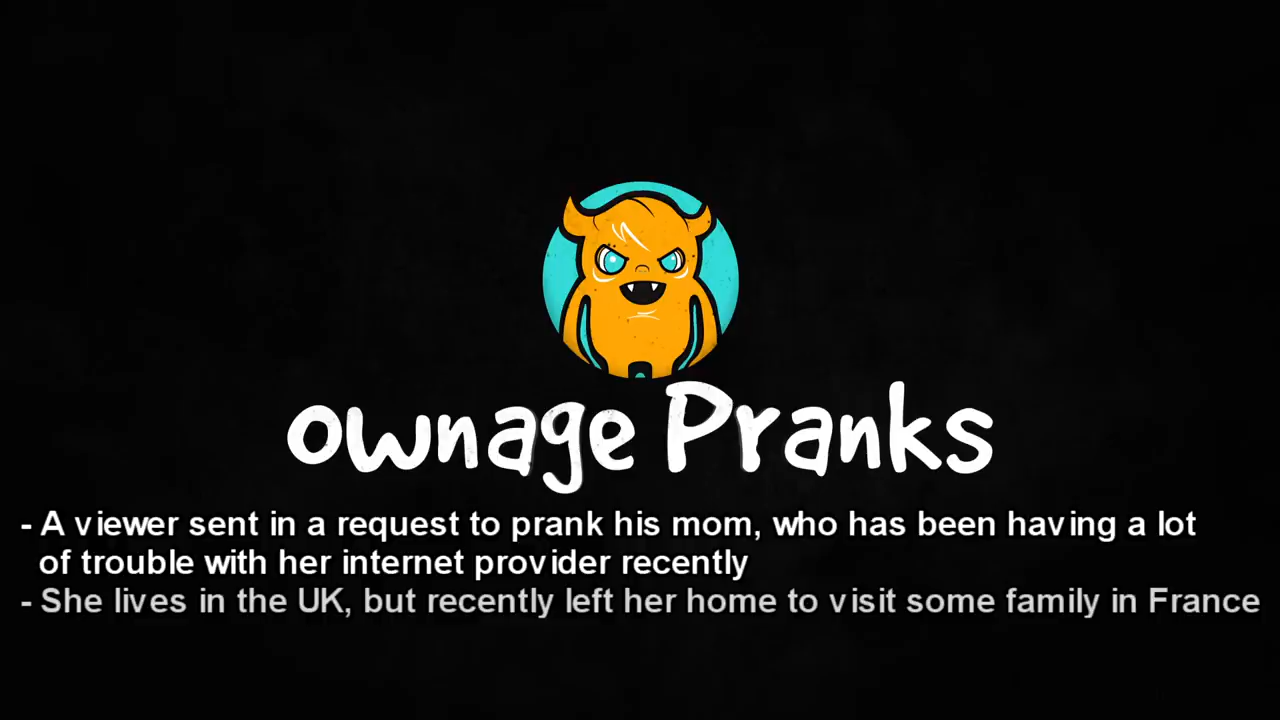 ownage Pranks
- A viewer sent in a request to prank his mom, who has been having a lot
of trouble with her internet provider recently
- She lives in the UK, but recently left her home to visit some family in France